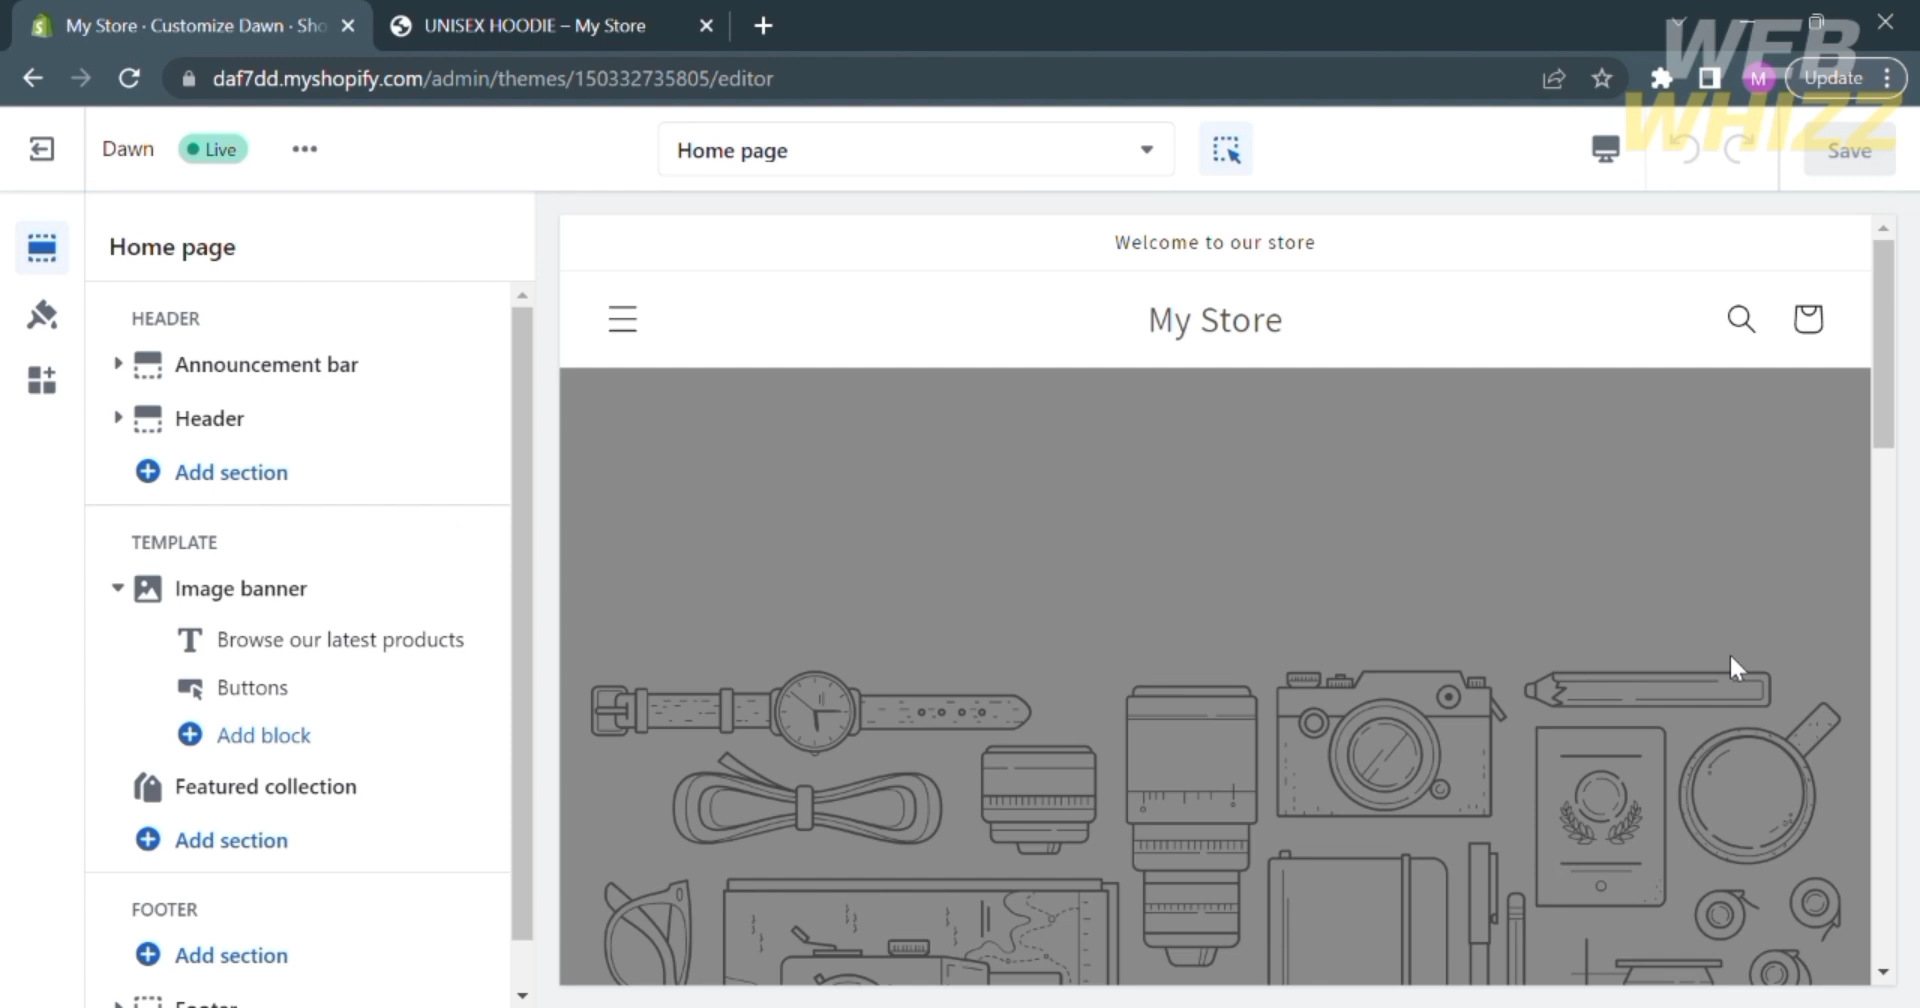 My Store · Customize Dawn · Sho
UNISEX HOODIE – My Store
daf7dd.myshopify.com/admin/themes/150332735805/editor
M
Update
WEB
WHIZZ
Dawn
Live
Home page
Save
Home page
HEADER
Announcement bar
Header
Add section
TEMPLATE
Image banner
Browse our latest products
Buttons
Add block
Featured collection
Add section
FOOTER
Add section
Footer
Welcome to our store
My Store